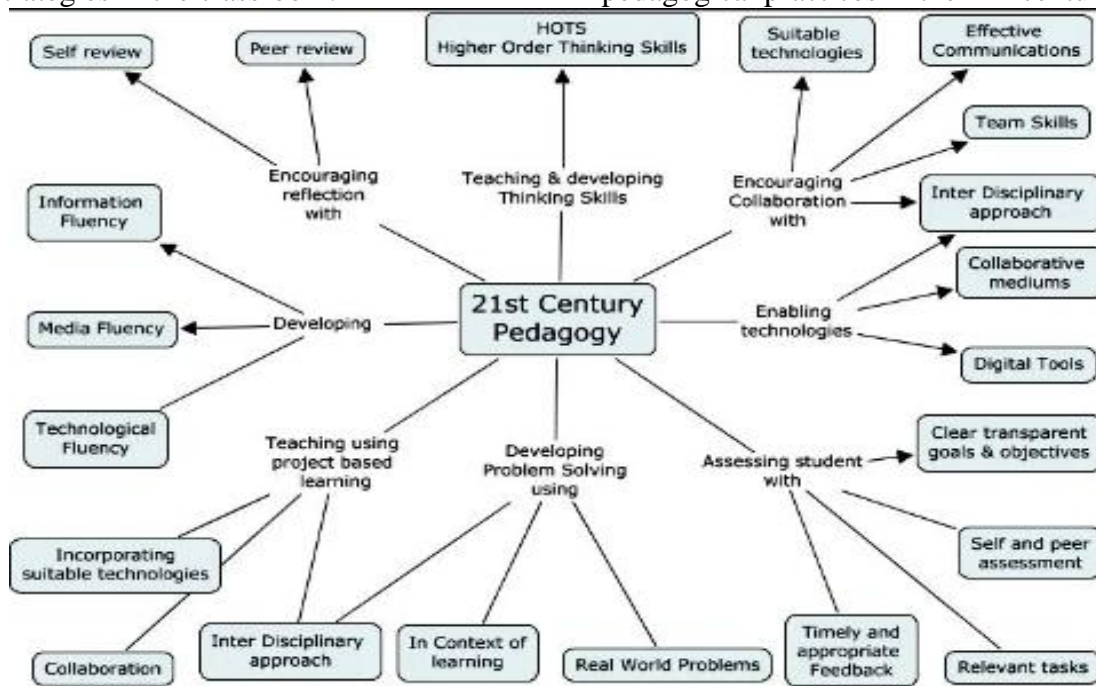 Self review
Peer review
HOTS
Higher Order Thinking Skills
Suitable
technologies
Effective
Communications
Team Skills
Encouraging
reflection
with
Teaching & developing
Thinking Skills
Encouraging
Collaboration
with
Information
Fluency
Inter Disciplinary
approach
21st Century
Pedagogy
Collaborative
mediums
Media Fluency
Developing
Enabling
technologies
Digital Tools
Technological
Fluency
Teaching using
project based
learning
Developing
Problem Solving
using
Assessing student
with
Clear transparent
goals & objectives
Incorporating
suitable technologies
Self and peer
assessment
Collaboration
Inter Disciplinary
approach
In Context of
learning
Real World Problems
Timely and
appropriate
Feedback
Relevant tasks